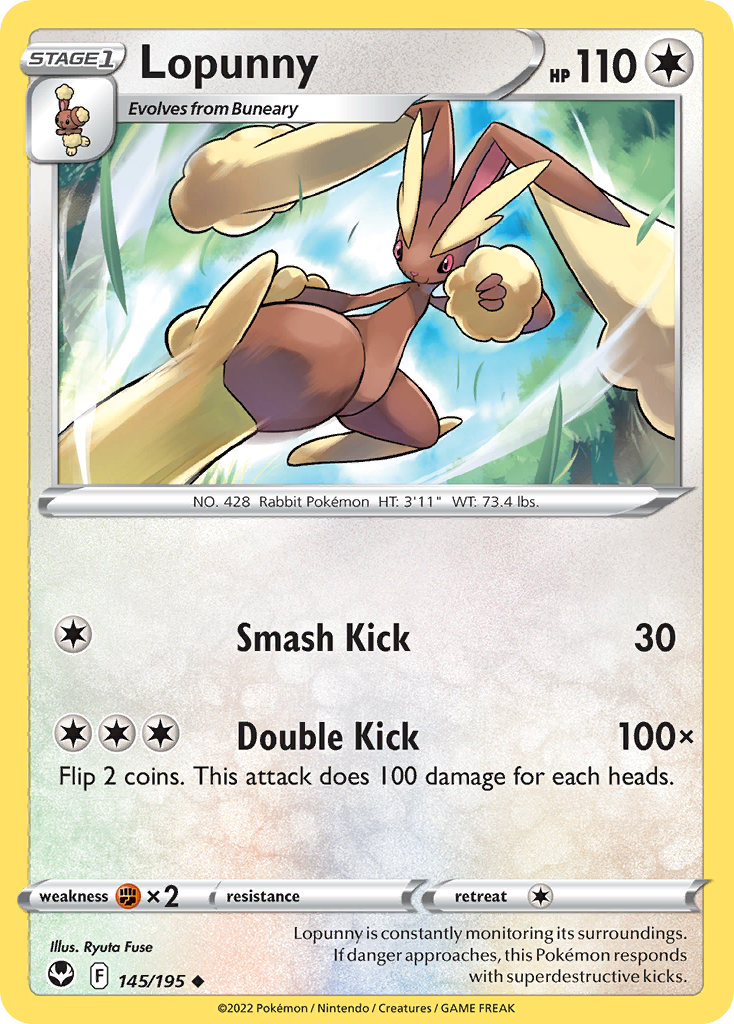 STAGE 1
Lopunny
HP 110
Evolves from Buneary
NO. 428 Rabbit Pokémon HT: 3'11" WT: 73.4 lbs.
Smash Kick 30
Double Kick 100×
Flip 2 coins. This attack does 100 damage for each heads.
weakness ×2 resistance retreat
Lopunny is constantly monitoring its surroundings.
If danger approaches, this Pokémon responds
with superdestructive kicks.
Illus. Ryuta Fuse
F 145/195
©2022 Pokémon / Nintendo / Creatures / GAME FREAK